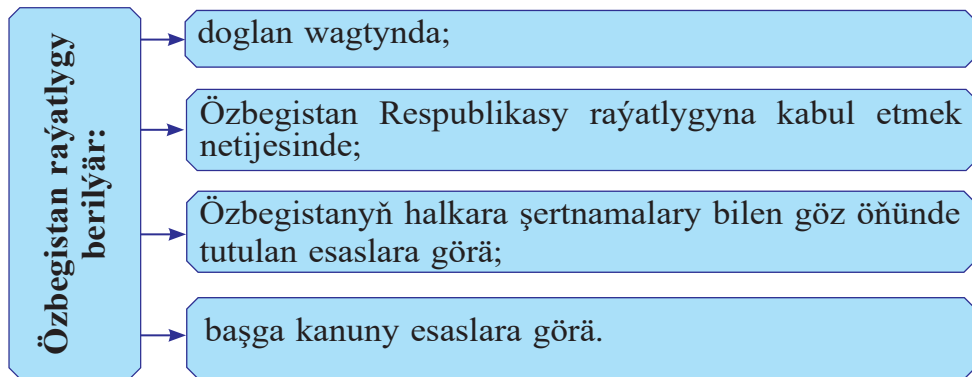 Özbegistan raýatlygy
berilýär:
doglan wagtynda;
Özbegistan Respublikasy raýatlygyna kabul etmek
netijesinde;
Özbegistanyň halkara şertnamalary bilen göz öňünde
tutulan esaslara görä;
başga kanuny esaslara görä.